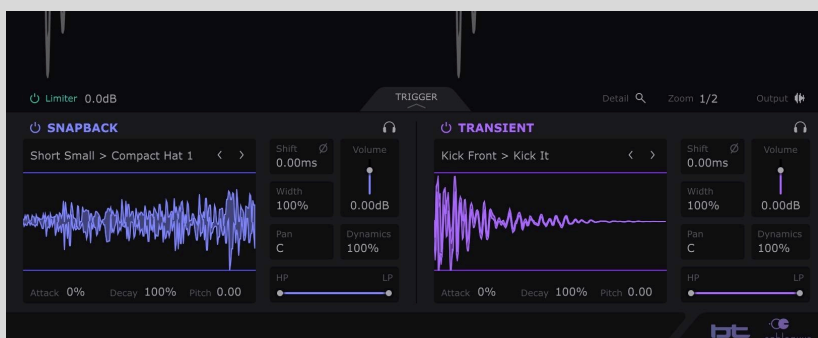 Limiter 0.0dB
TRIGGER
Detail
Zoom 1/2
Output
SNAPBACK
Short Small > Compact Hat 1 < >
Shift Ø
0.00ms
Volume
0.00dB
Width
100%
Pan
C
Dynamics
100%
HP LP
Attack 0% Decay 100% Pitch 0.00
TRANSIENT
Kick Front > Kick It < >
Shift Ø
0.00ms
Volume
0.00dB
Width
100%
Pan
C
Dynamics
100%
HP LP
Attack 0% Decay 100% Pitch 0.00
bt